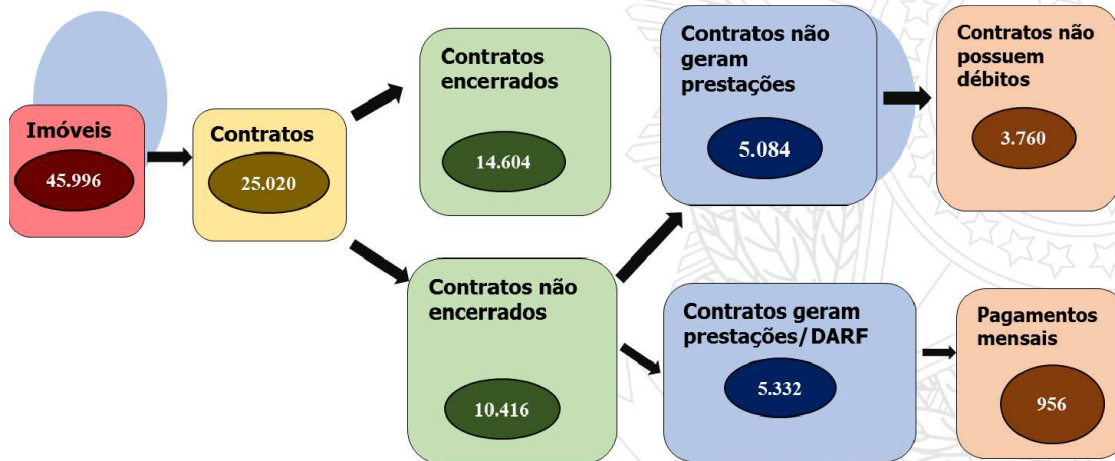 Imóveis
45.996
Contratos
25.020
Contratos
encerrados
14.604
Contratos não
encerrados
10.416
Contratos não
geram
prestações
5.084
Contratos geram
prestações/DARF
5.332
Contratos não
possuem
débitos
3.760
Pagamentos
mensais
956